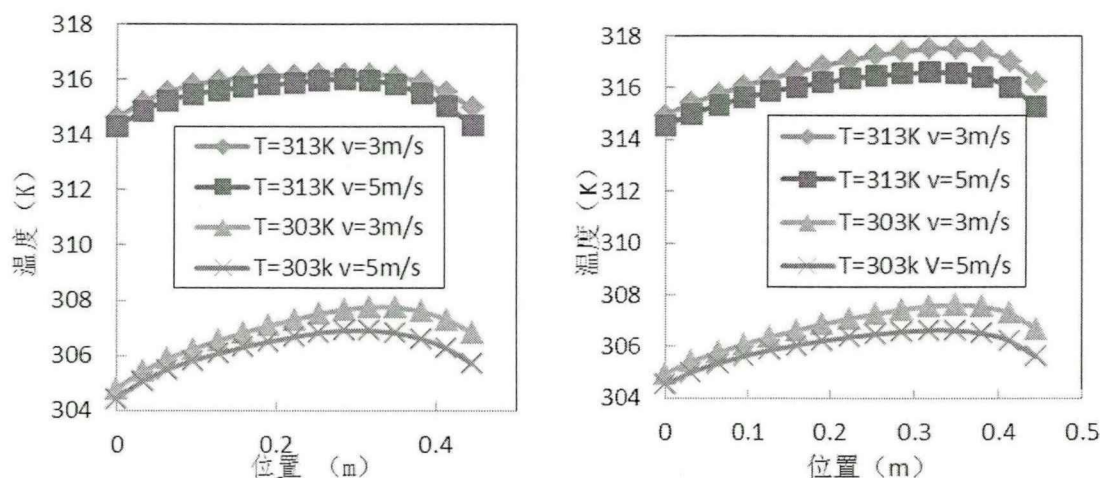 318
316
314
312
310
308
306
304
温度（K）
T=313K v=3m/s
T=313K v=5m/s
T=303K v=3m/s
T=303k v=5m/s
0
0.2
0.4
位置 （m）
318
316
314
312
310
308
306
304
温度（K）
T=313K v=3m/s
T=313K v=5m/s
T=303K v=3m/s
T=303k V=5m/s
0
0.1
0.2
0.3
0.4
0.5
位置（m）